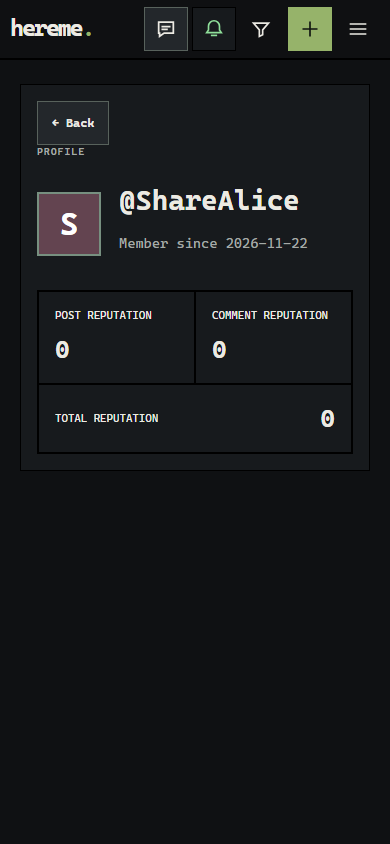 hereme.
← Back
PROFILE
S
@ShareAlice
Member since 2026-11-22
POST REPUTATION
0
COMMENT REPUTATION
0
TOTAL REPUTATION
0